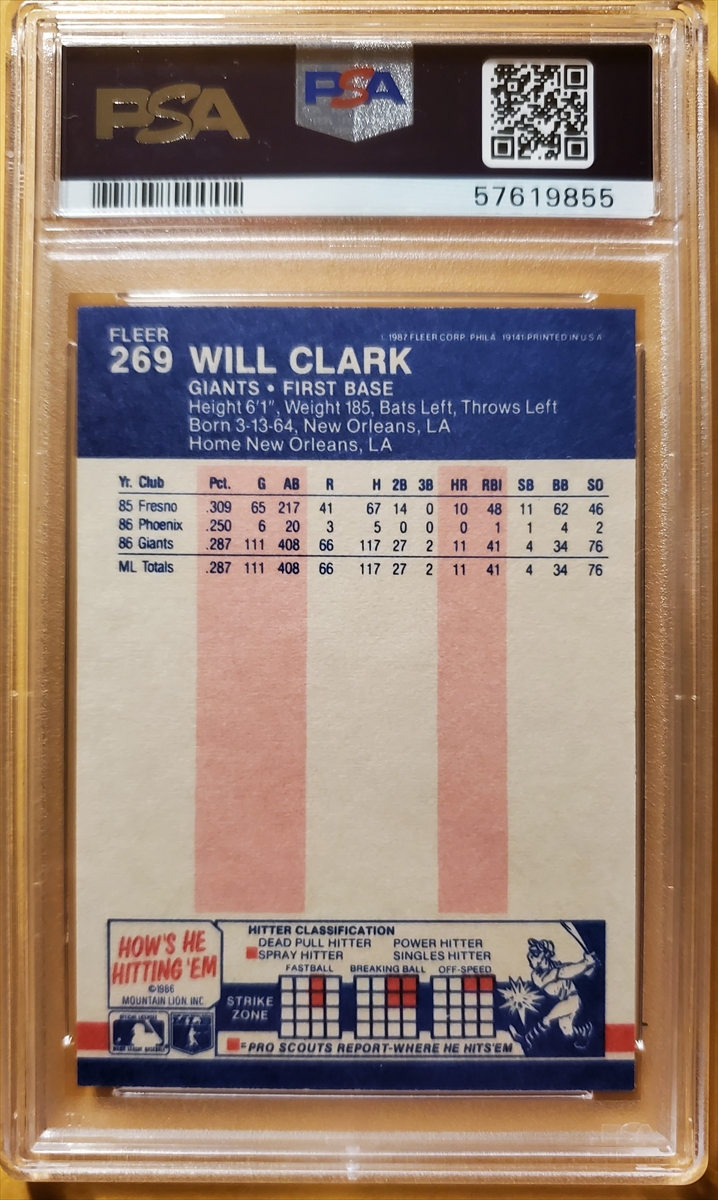 PSA
PSA
57619855
FLEER
© 1987 FLEER CORP. PHILA. 19141-PRINTED IN U.S.A.
269 WILL CLARK
GIANTS • FIRST BASE
Height 6'1", Weight 185, Bats Left, Throws Left
Born 3-13-64, New Orleans, LA
Home New Orleans, LA
Yr. Club Pct. G AB R H 2B 3B HR RBI SB BB SO
85 Fresno .309 65 217 41 67 14 0 10 48 11 62 46
86 Phoenix .250 6 20 3 5 0 0 0 1 1 4 2
86 Giants .287 111 408 66 117 27 2 11 41 4 34 76
ML Totals .287 111 408 66 117 27 2 11 41 4 34 76
HOW'S HE
HITTING 'EM
©1986
MOUNTAIN LION, INC.
HITTER CLASSIFICATION
DEAD PULL HITTER POWER HITTER
SPRAY HITTER SINGLES HITTER
FASTBALL BREAKING BALL OFF-SPEED
STRIKE
ZONE
=PRO SCOUTS REPORT-WHERE HE HITS 'EM
PSA